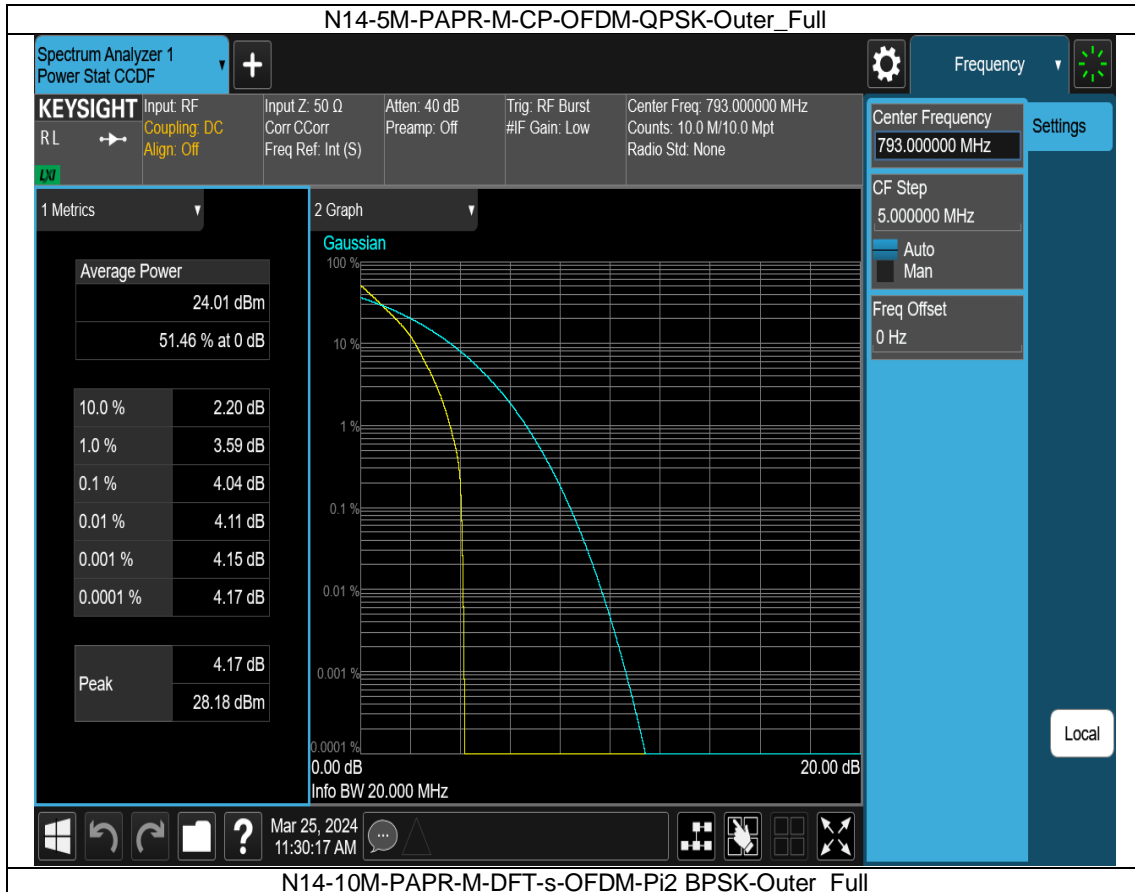 N14-5M-PAPR-M-CP-OFDM-QPSK-Outer_Full
Spectrum Analyzer 1
Power Stat CCDF
+
Frequency
KEYSIGHT
R L
LXI
Input: RF
Coupling: DC
Align: Off
Input Z: 50 Ω
Corr CCorr
Freq Ref: Int (S)
Atten: 40 dB
Preamp: Off
Trig: RF Burst
#IF Gain: Low
Center Freq: 793.000000 MHz
Counts: 10.0 M/10.0 Mpt
Radio Std: None
Center Frequency
793.000000 MHz
Settings
CF Step
5.000000 MHz
Auto
Man
Freq Offset
0 Hz
Local
1 Metrics
Average Power
24.01 dBm
51.46 % at 0 dB
10.0 % 2.20 dB
1.0 % 3.59 dB
0.1 % 4.04 dB
0.01 % 4.11 dB
0.001 % 4.15 dB
0.0001 % 4.17 dB
Peak
4.17 dB
28.18 dBm
2 Graph
Gaussian
100 %
10 %
1 %
0.1 %
0.01 %
0.001 %
0.0001 %
0.00 dB 20.00 dB
Info BW 20.000 MHz
?
Mar 25, 2024
11:30:17 AM
N14-10M-PAPR-M-DFT-s-OFDM-Pi2 BPSK-Outer_Full